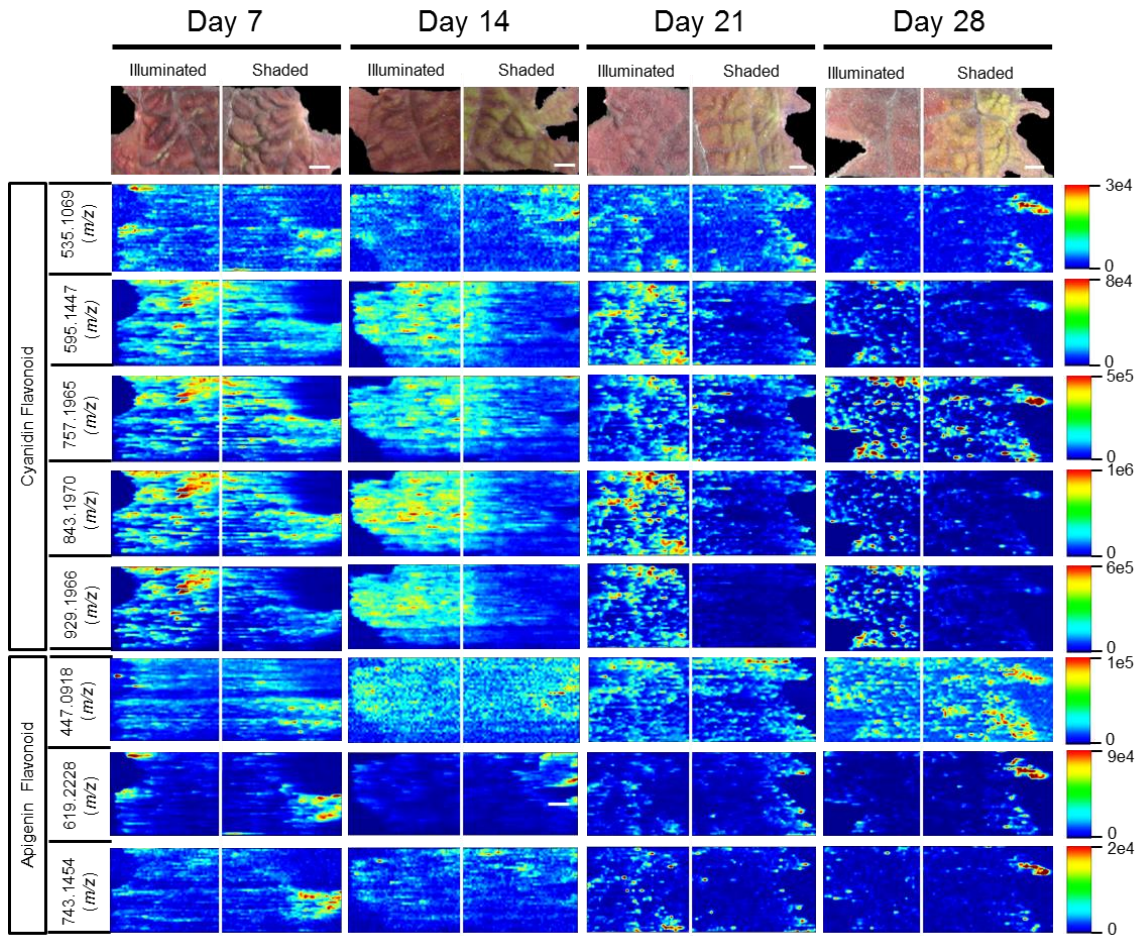 Day 7 Day 14 Day 21 Day 28
Illuminated Shaded Illuminated Shaded Illuminated Shaded Illuminated Shaded
Cyanidin Flavonoid
535.1069
(m/z)
3e4
0
595.1447
(m/z)
8e4
0
757.1965
(m/z)
5e5
0
843.1970
(m/z)
1e6
0
929.1966
(m/z)
6e5
0
Apigenin Flavonoid
447.0918
(m/z)
1e5
0
619.2228
(m/z)
9e4
0
743.1454
(m/z)
2e4
0